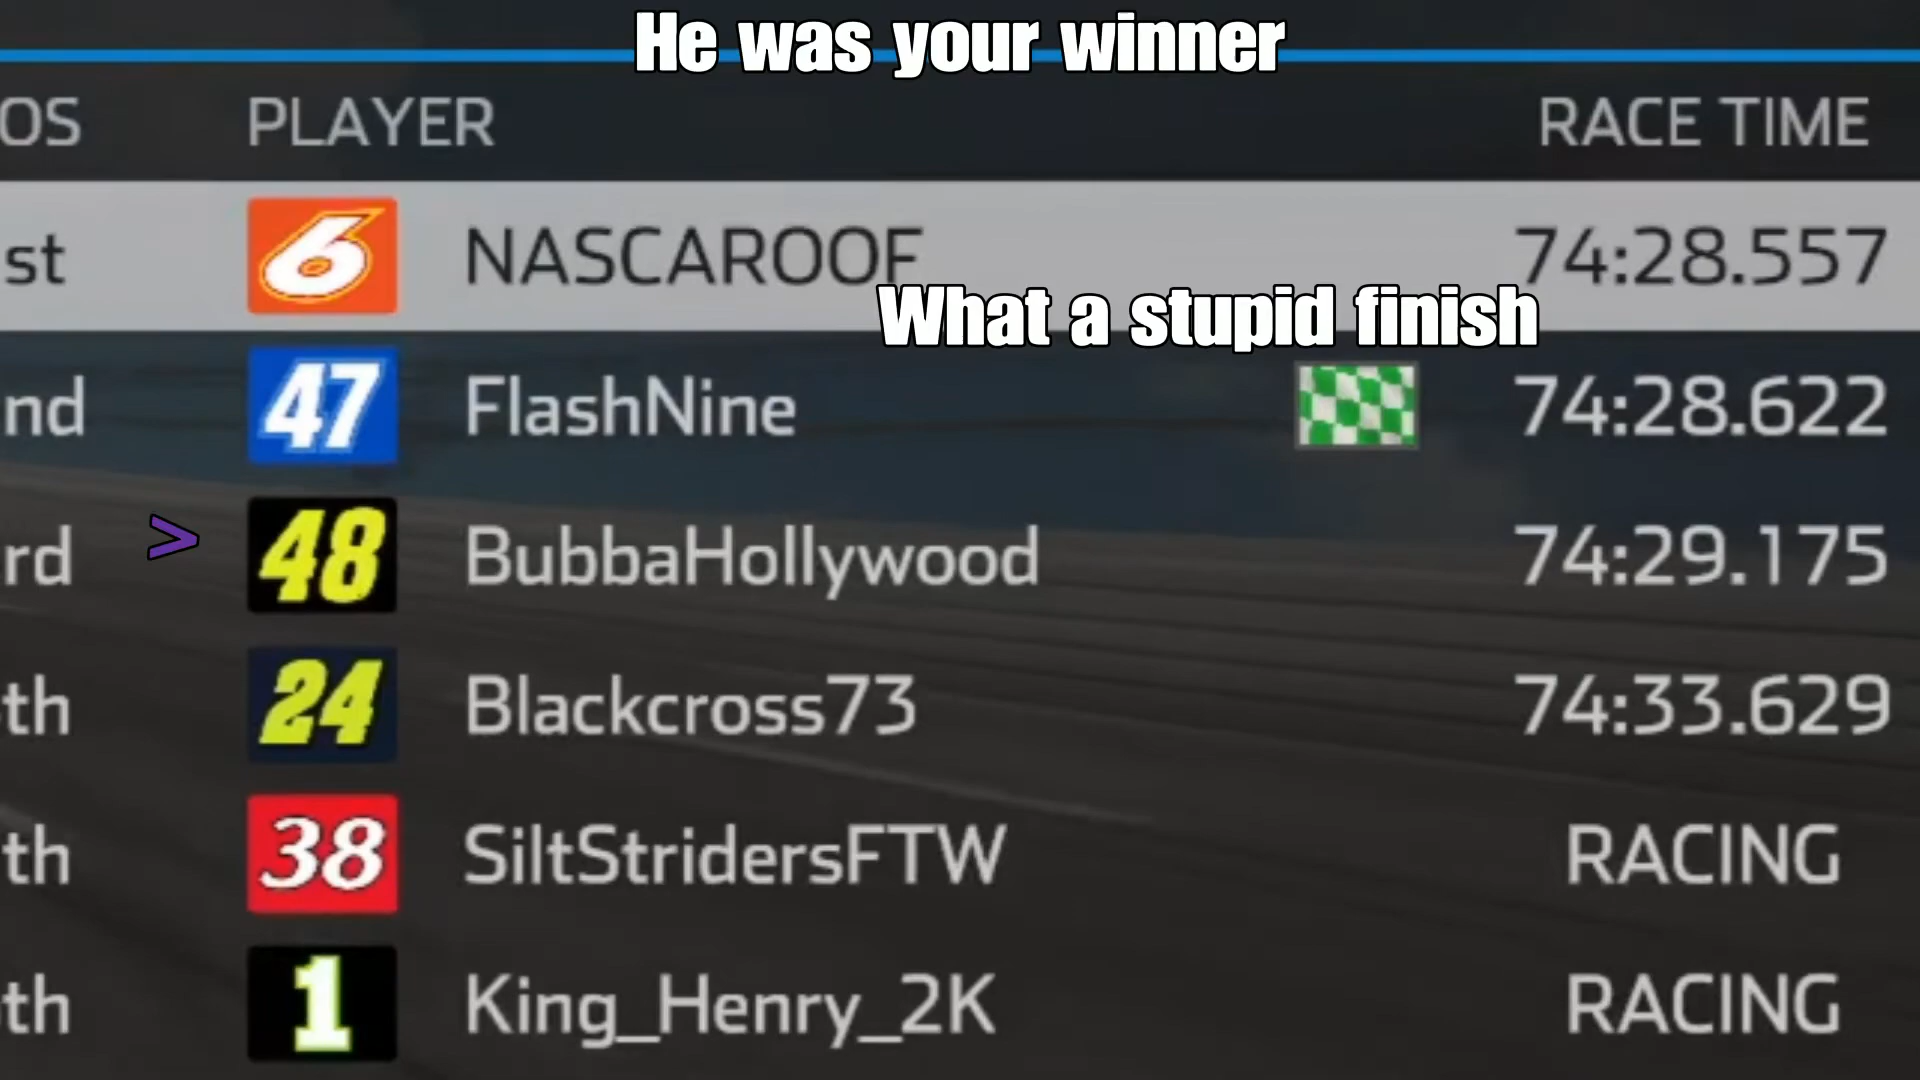 He was your winner
OS PLAYER RACE TIME
st 6 NASCAROOF 74:28.557
What a stupid finish
nd 47 FlashNine 74:28.622
rd > 48 BubbaHollywood 74:29.175
th 24 Blackcross73 74:33.629
th 38 SiltStridersFTW RACING
th 1 King_Henry_2K RACING